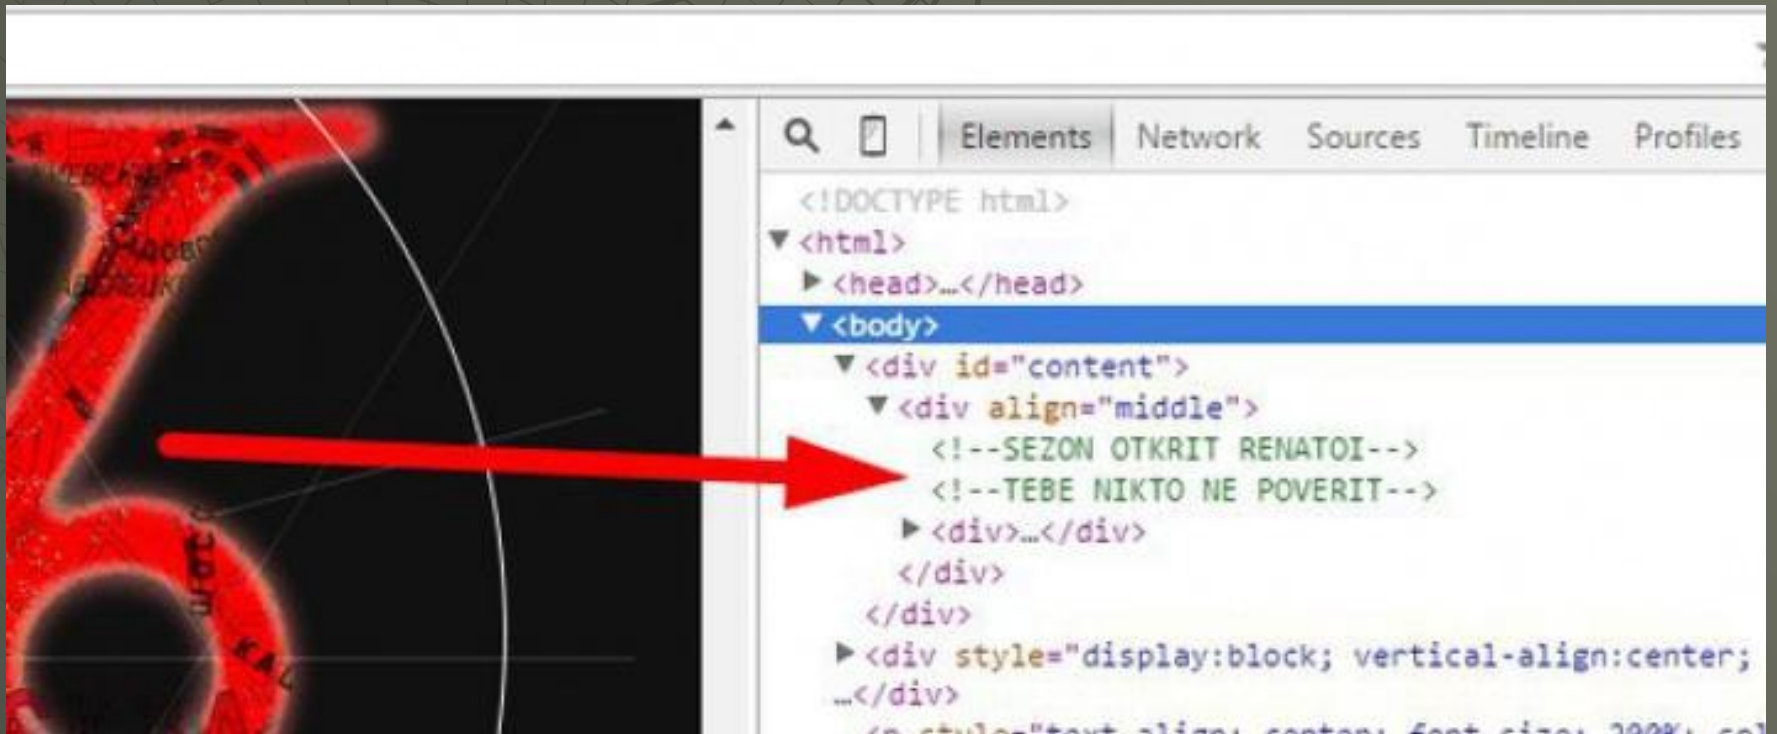 Elements Network Sources Timeline Profiles
<!DOCTYPE html>
▼<html>
▶<head>…</head>
▼<body>
▼<div id="content">
▼<div align="middle">
<!--SEZON OTKRIT RENATOI-->
<!--TEBE NIKTO NE POVERIT-->
▶<div>…</div>
</div>
</div>
▶<div style="display:block; vertical-align:center;
…</div>